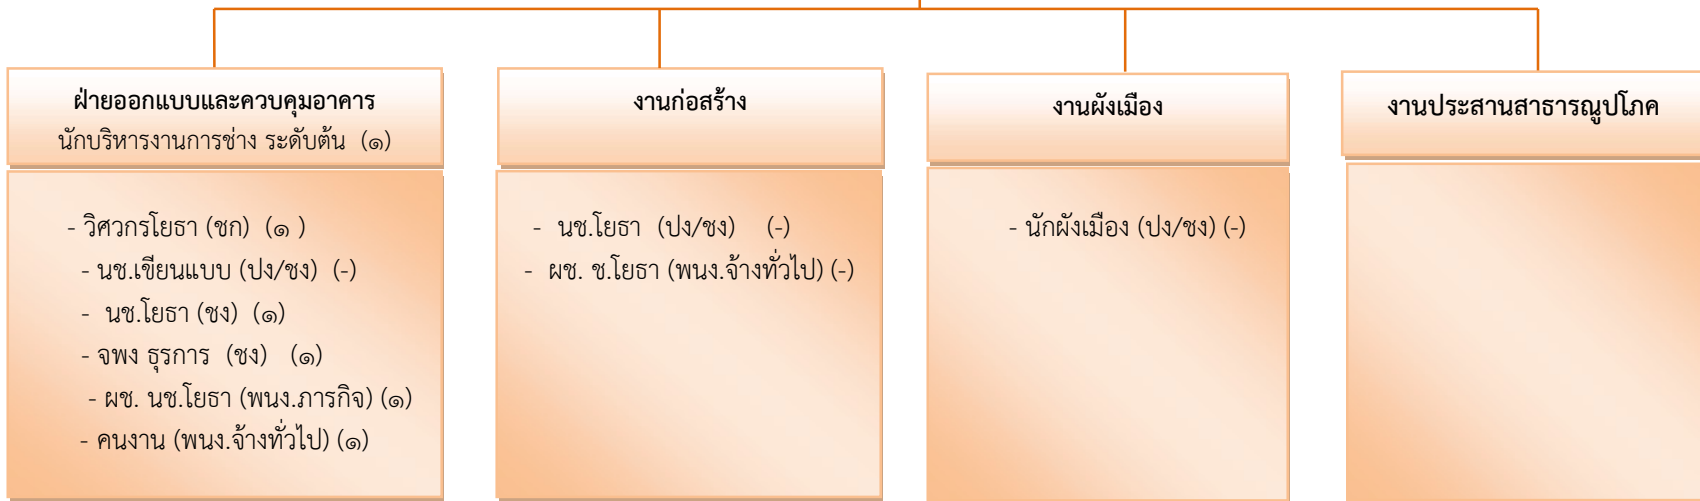 ฝ่ายออกแบบและควบคุมอาคาร
นักบริหารงานการช่าง ระดับต้น (๑)
- วิศวกรโยธา (ชก) (๑ )
- นช.เขียนแบบ (ปง/ชง) (-)
- นช.โยธา (ชง) (๑)
- จพง ธุรการ (ชง) (๑)
- ผช. นช.โยธา (พนง.ภารกิจ) (๑)
- คนงาน (พนง.จ้างทั่วไป) (๑)
งานก่อสร้าง
- นช.โยธา (ปง/ชง) (-)
- ผช. ช.โยธา (พนง.จ้างทั่วไป) (-)
งานผังเมือง
- นักผังเมือง (ปง/ชง) (-)
งานประสานสาธารณูปโภค